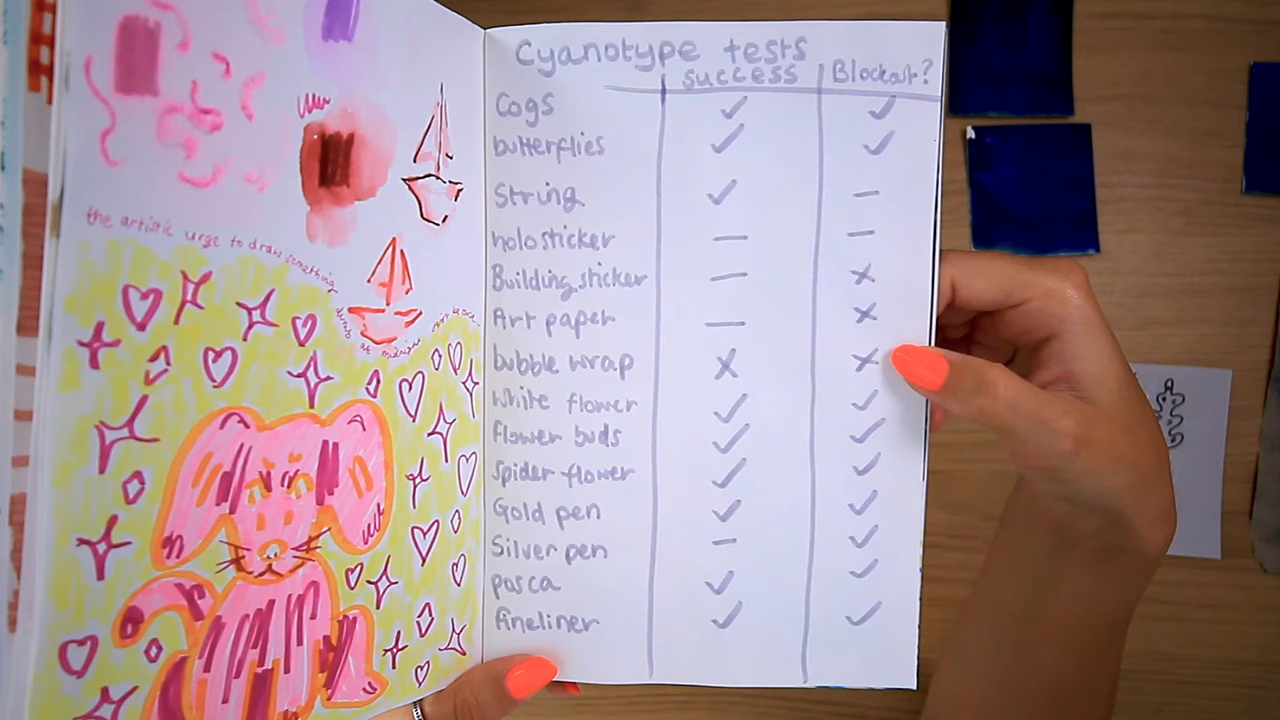 the artistic urge to draw something
Cyanotype tests
success Blockout?
Cogs ✓ ✓
butterflies ✓ ✓
String ✓ –
holo sticker – –
Building sticker – x
Art paper – x
bubble wrap x x
white flower ✓ ✓
flower buds ✓ ✓
spider flower ✓ ✓
Gold pen ✓ ✓
Silver pen – ✓
posca ✓ ✓
fineliner ✓ ✓